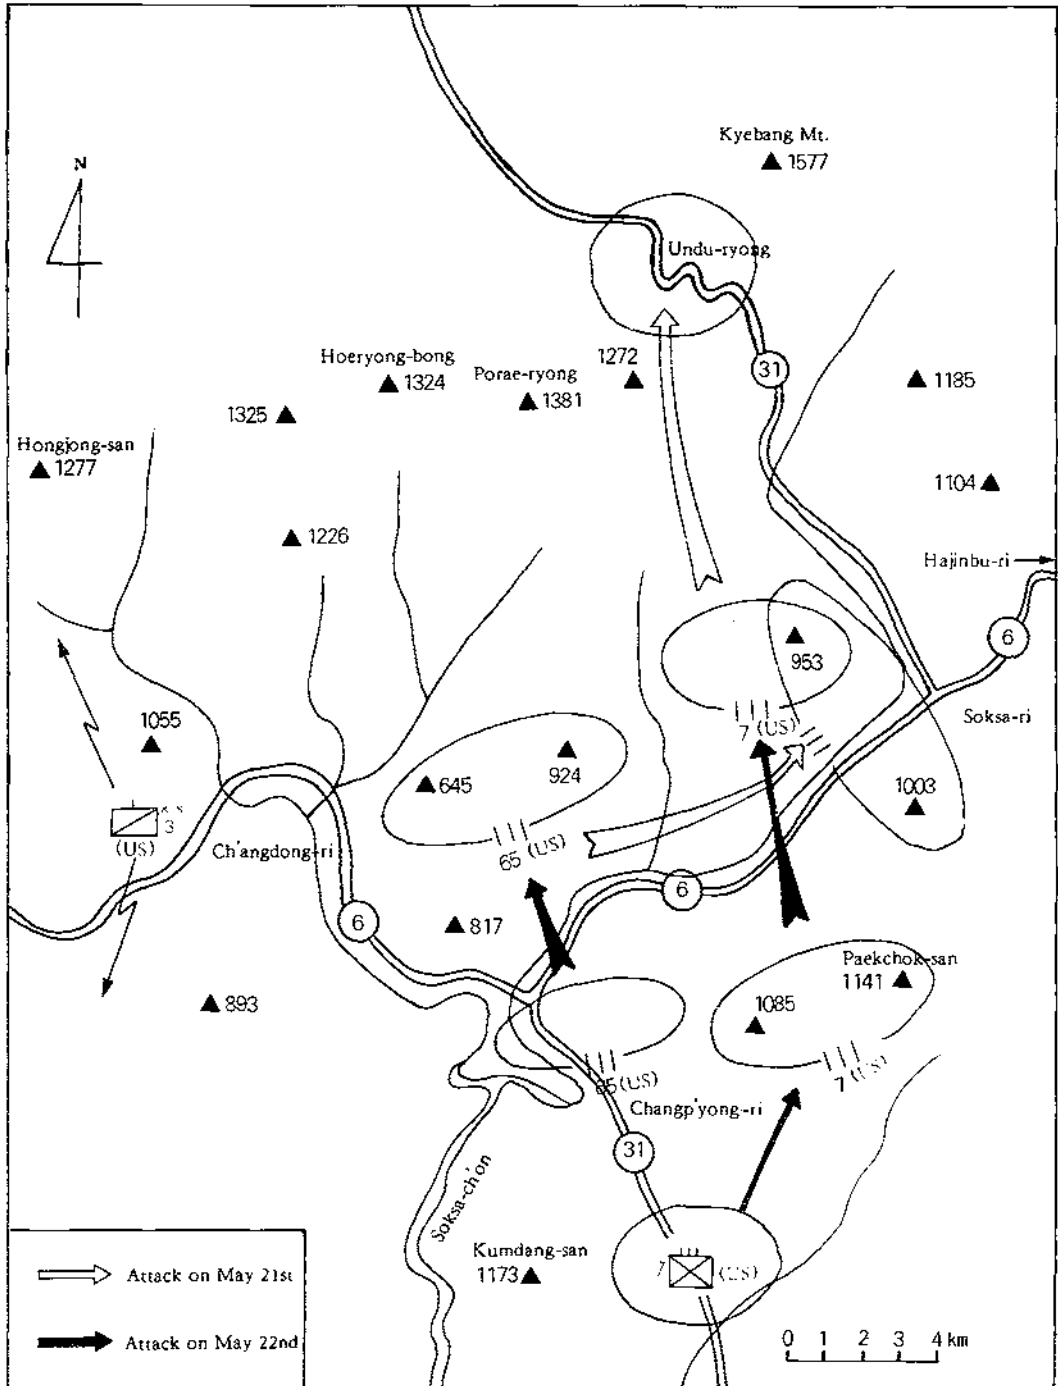 Kyebang Mt.
1577
N
Undu-ryong
Hoeryong-bong
1324
Porae-ryong
1381
1272
31
1185
1325
Hongjong-san
1277
1104
1226
Hajinbu-ri
6
953
7 (US)
Soksa-ri
1055
924
645
1003
3
(US)
Ch'angdong-ri
65 (US)
6
6
817
Paekchok-san
1141
893
1085
65 (US)
7 (US)
Changp'yong-ri
31
Soksa-ch'on
Kumdang-san
1173
7 (US)
Attack on May 21st
Attack on May 22nd
0 1 2 3 4 km